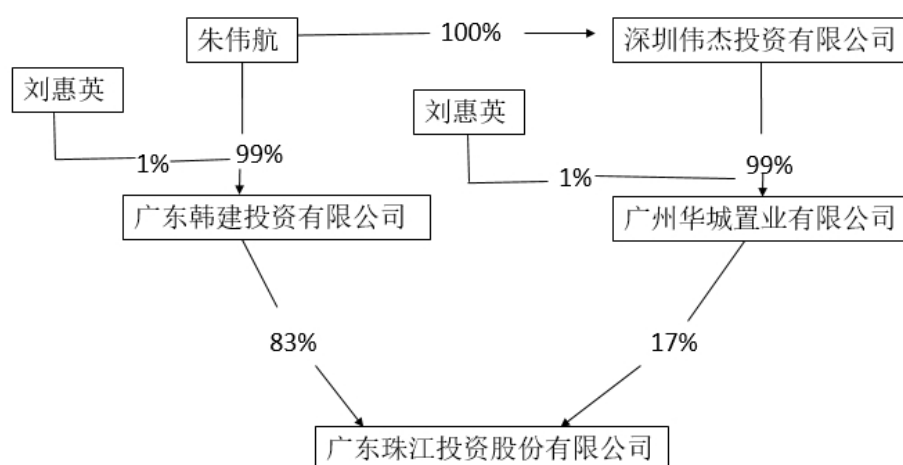 朱伟航
100%
深圳伟杰投资有限公司
刘惠英
刘惠英
1%
99%
1%
99%
广东韩建投资有限公司
广州华城置业有限公司
83%
17%
广东珠江投资股份有限公司